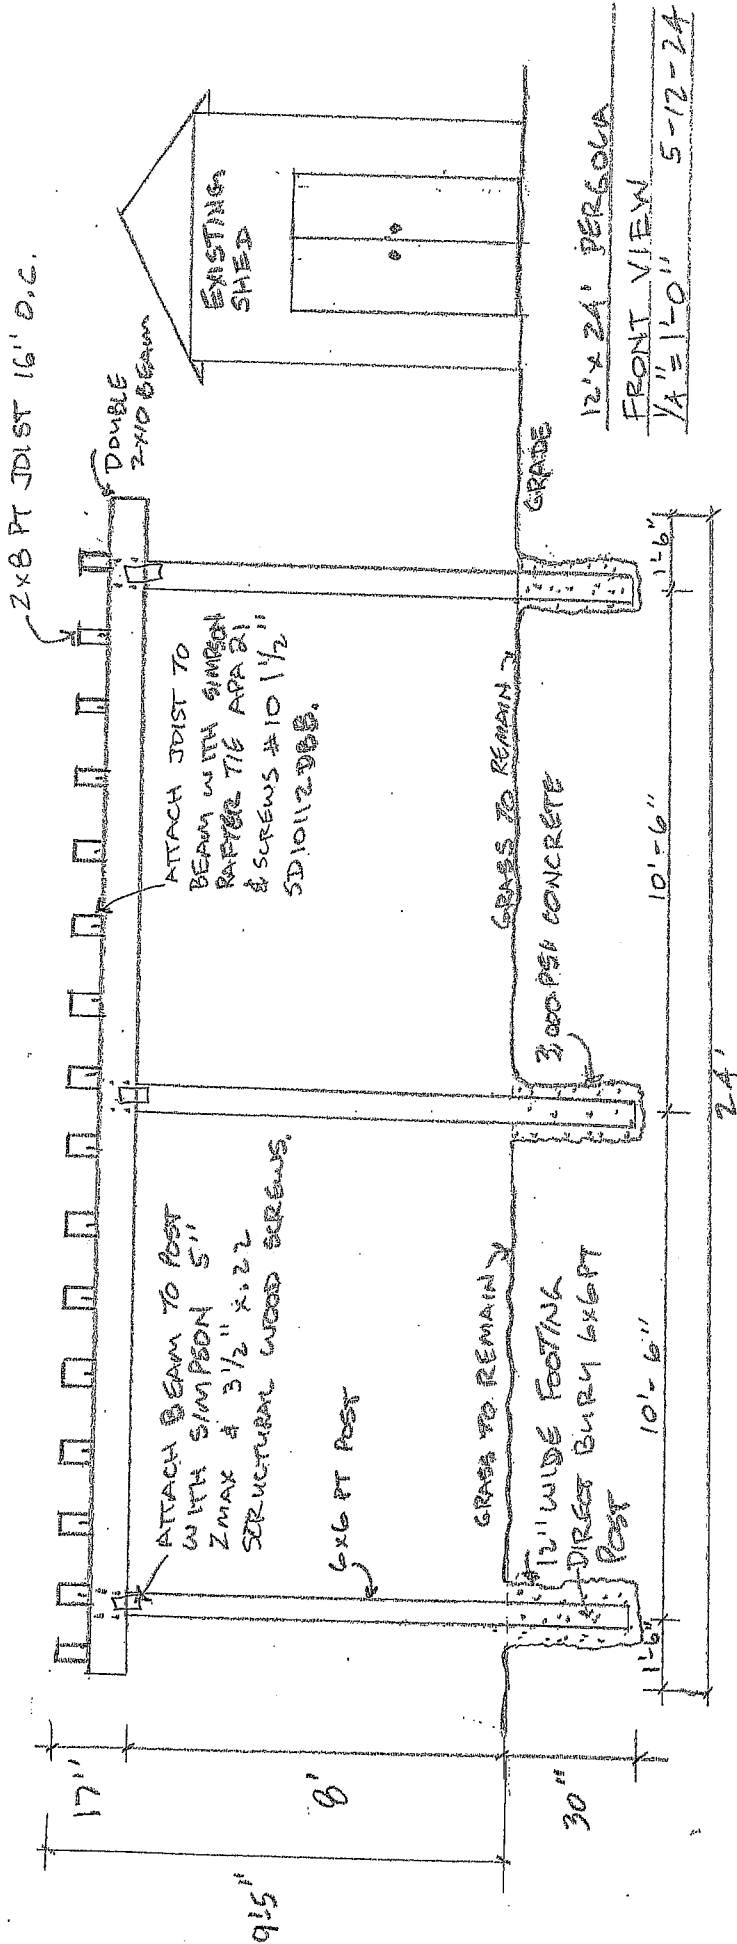 2x8 PT JOIST 16" O.C.
DOUBLE
2x10 BEAM
ATTACH JOIST TO
BEAM WITH SIMPSON
RAFTER TIE APA 21
& SCREWS #10 1 1/2"
SD10112DBB.
ATTACH BEAM TO POST
WITH SIMPSON 5"
ZMAX & 3 1/2" x .22
STRUCTURAL WOOD SCREWS.
6x6 PT POST
EXISTING
SHED
17"
8'
9'5"
30"
GRASS TO REMAIN
GRASS TO REMAIN
GRADE
12" WIDE FOOTING
DIRECT BURY 6x6 PT
POST
3,000 PSI CONCRETE
1'-6"
10'-6"
10'-6"
1'-6"
24'
12' x 24' PERGOLA
FRONT VIEW
1/4" = 1'-0" 5-12-24